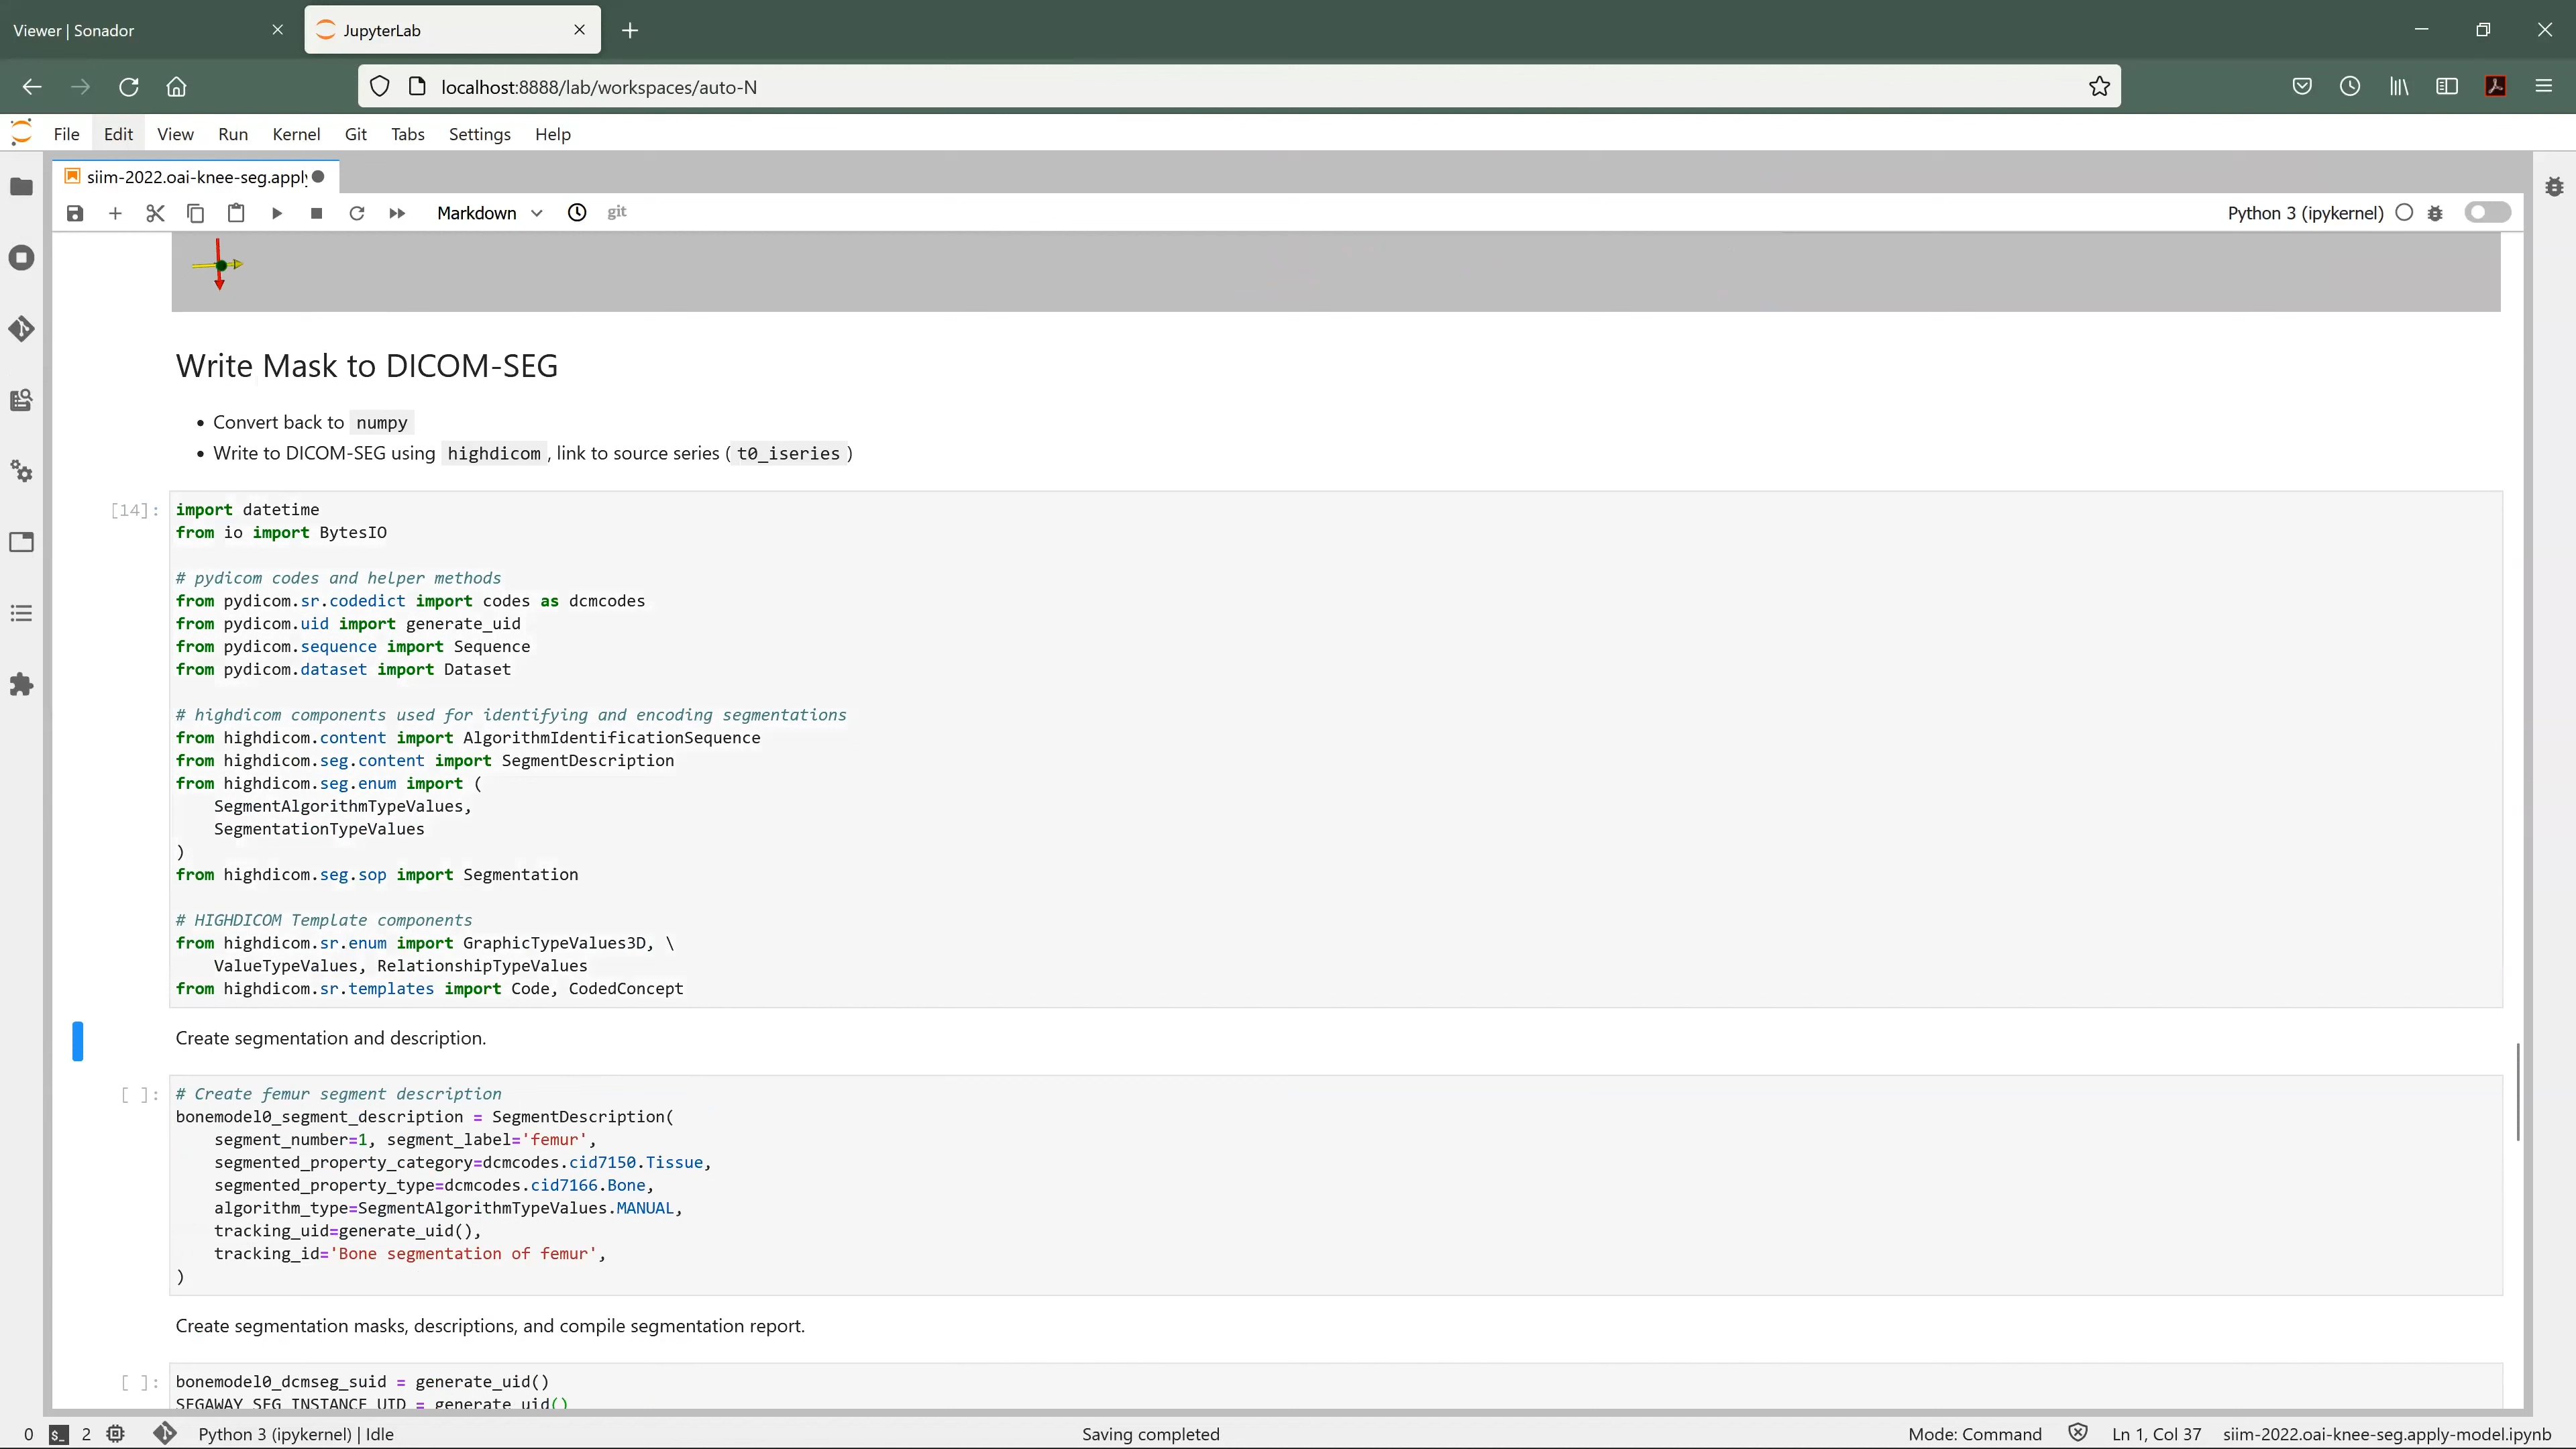 Viewer | Sonador
JupyterLab
localhost:8888/lab/workspaces/auto-N
File Edit View Run Kernel Git Tabs Settings Help
siim-2022.oai-knee-seg.appl
Markdown
git
Python 3 (ipykernel)
Write Mask to DICOM-SEG
• Convert back to numpy
• Write to DICOM-SEG using highdicom, link to source series (t0_iseries)
[14]:
import datetime
from io import BytesIO
# pydicom codes and helper methods
from pydicom.sr.codedict import codes as dcmcodes
from pydicom.uid import generate_uid
from pydicom.sequence import Sequence
from pydicom.dataset import Dataset
# highdicom components used for identifying and encoding segmentations
from highdicom.content import AlgorithmIdentificationSequence
from highdicom.seg.content import SegmentDescription
from highdicom.seg.enum import (
    SegmentAlgorithmTypeValues,
    SegmentationTypeValues
)
from highdicom.seg.sop import Segmentation
# HIGHDICOM Template components
from highdicom.sr.enum import GraphicTypeValues3D, \
    ValueTypeValues, RelationshipTypeValues
from highdicom.sr.templates import Code, CodedConcept
Create segmentation and description.
[ ]:
# Create femur segment description
bonemodel0_segment_description = SegmentDescription(
    segment_number=1, segment_label='femur',
    segmented_property_category=dcmcodes.cid7150.Tissue,
    segmented_property_type=dcmcodes.cid7166.Bone,
    algorithm_type=SegmentAlgorithmTypeValues.MANUAL,
    tracking_uid=generate_uid(),
    tracking_id='Bone segmentation of femur',
)
Create segmentation masks, descriptions, and compile segmentation report.
[ ]:
bonemodel0_dcmseg_suid = generate_uid()
SEGAWAY_SEG_INSTANCE_UID = generate_uid()
0 $_ 2 Python 3 (ipykernel) | Idle
Saving completed
Mode: Command
Ln 1, Col 37
siim-2022.oai-knee-seg.apply-model.ipynb